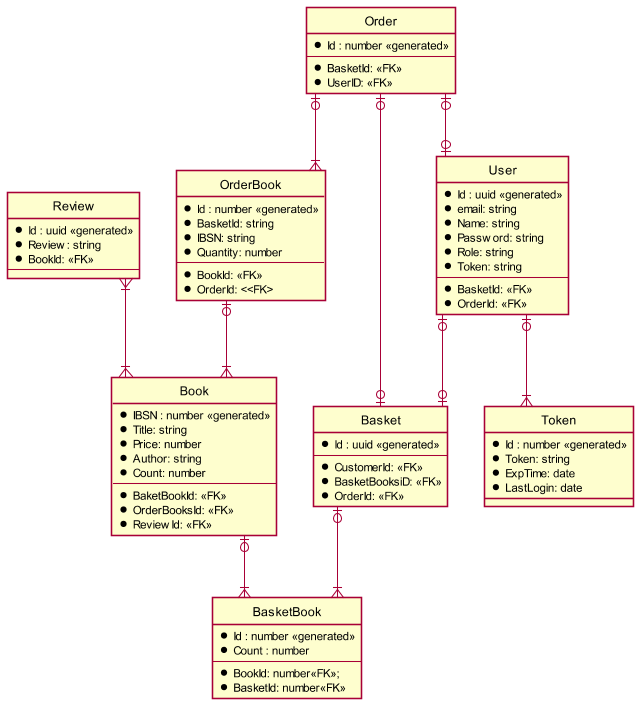 Order
Id : number «generated»
BasketId: «FK»
UserID: «FK»
User
Id : uuid «generated»
email: string
Name: string
Password: string
Role: string
Token: string
BasketId: «FK»
OrderId: «FK»
OrderBook
Id : number «generated»
BasketId: string
IBSN: string
Quantity: number
BookId: «FK»
OrderId: <<FK>
Review
Id : uuid «generated»
Review : string
BookId: «FK»
Book
IBSN : number «generated»
Title: string
Price: number
Author: string
Count: number
BaketBookId: «FK»
OrderBooksId: «FK»
ReviewId: «FK»
Basket
Id : uuid «generated»
CustomerId: «FK»
BasketBooksiD: «FK»
OrderId: «FK»
Token
Id : number «generated»
Token: string
ExpTime: date
LastLogin: date
BasketBook
Id : number «generated»
Count : number
BookId: number«FK»;
BasketId: number«FK»